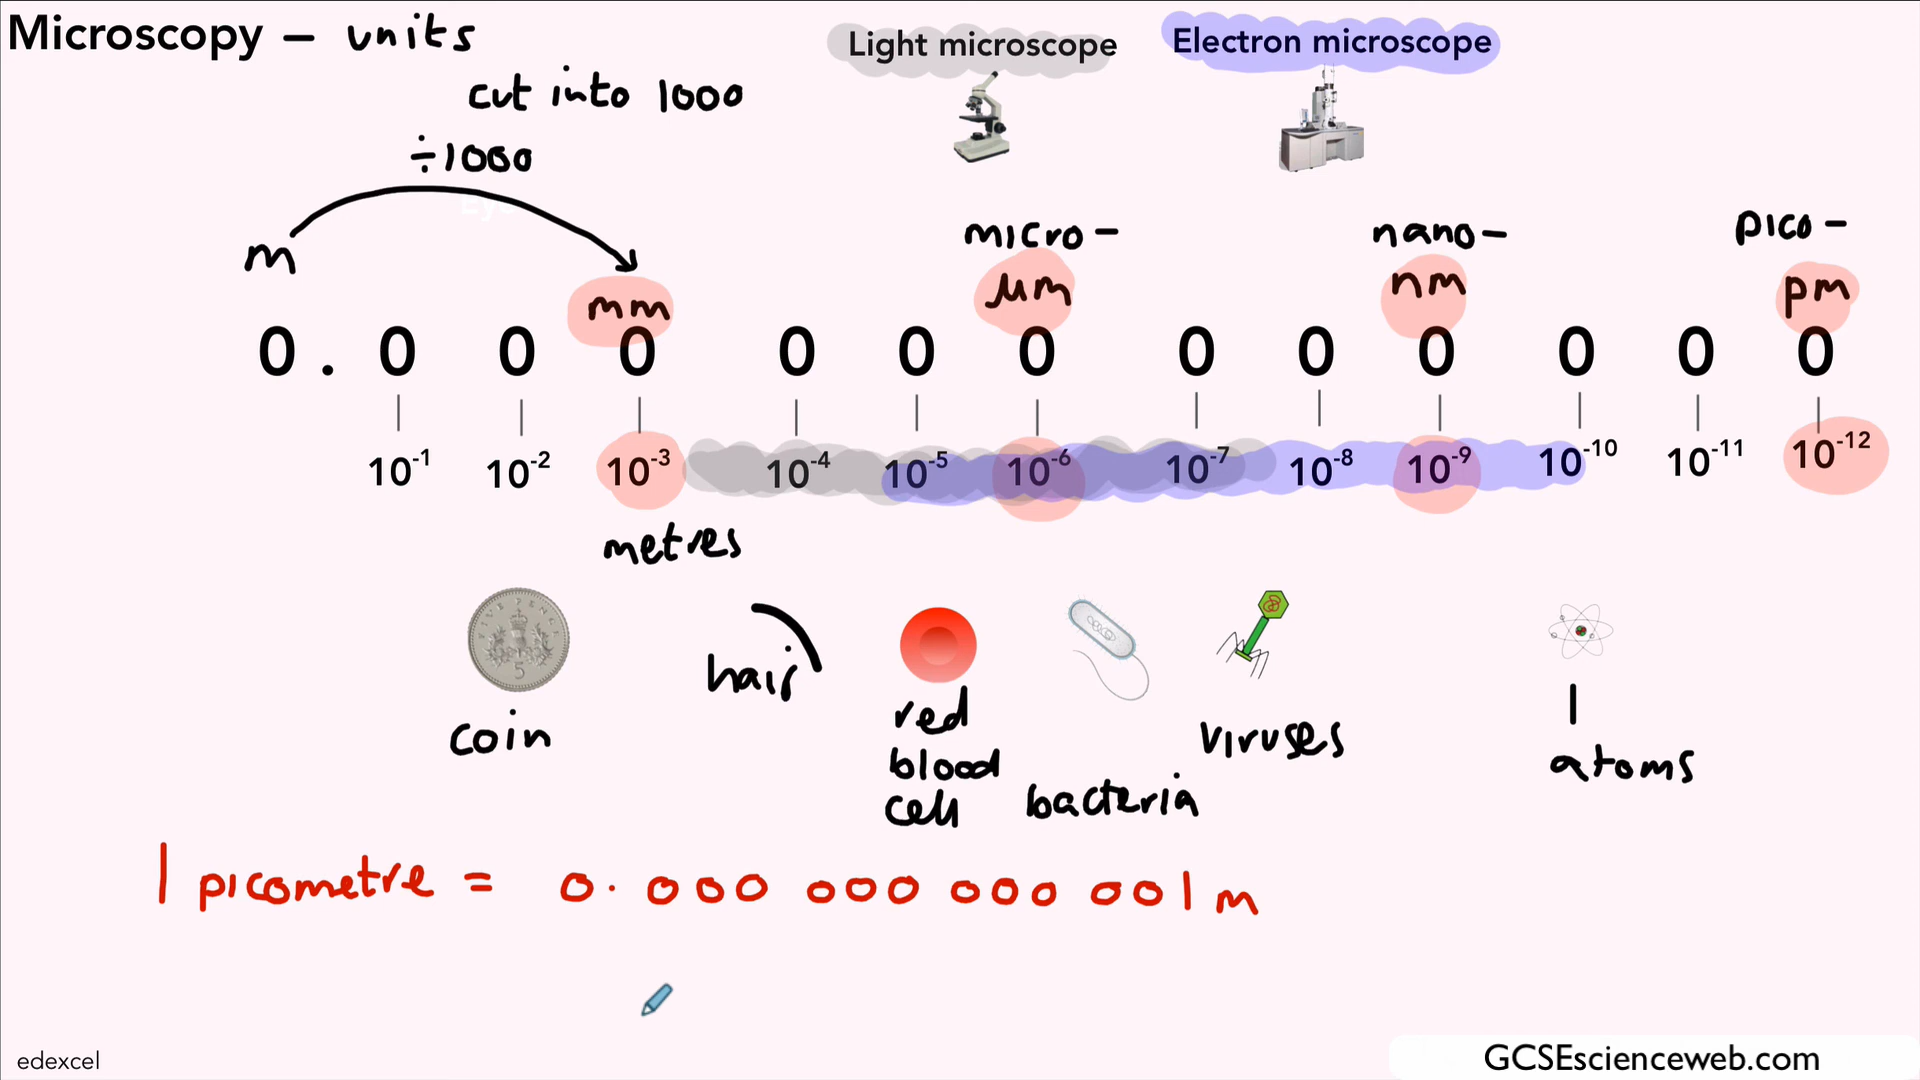 Microscopy – units
Light microscope
Electron microscope
cut into 1000
÷1000
m
mm
micro-
μm
nano-
nm
pico-
pm
0 . 0 0 0 0 0 0 0 0 0 0 0 0
10⁻¹ 10⁻² 10⁻³ 10⁻⁴ 10⁻⁵ 10⁻⁶ 10⁻⁷ 10⁻⁸ 10⁻⁹ 10⁻¹⁰ 10⁻¹¹ 10⁻¹²
metres
FIVE PENCE
5
coin
hair
red
blood
cell
bacteria
viruses
atoms
1 picometre = 0.000 000 000 001 m
edexcel
GCSEscienceweb.com